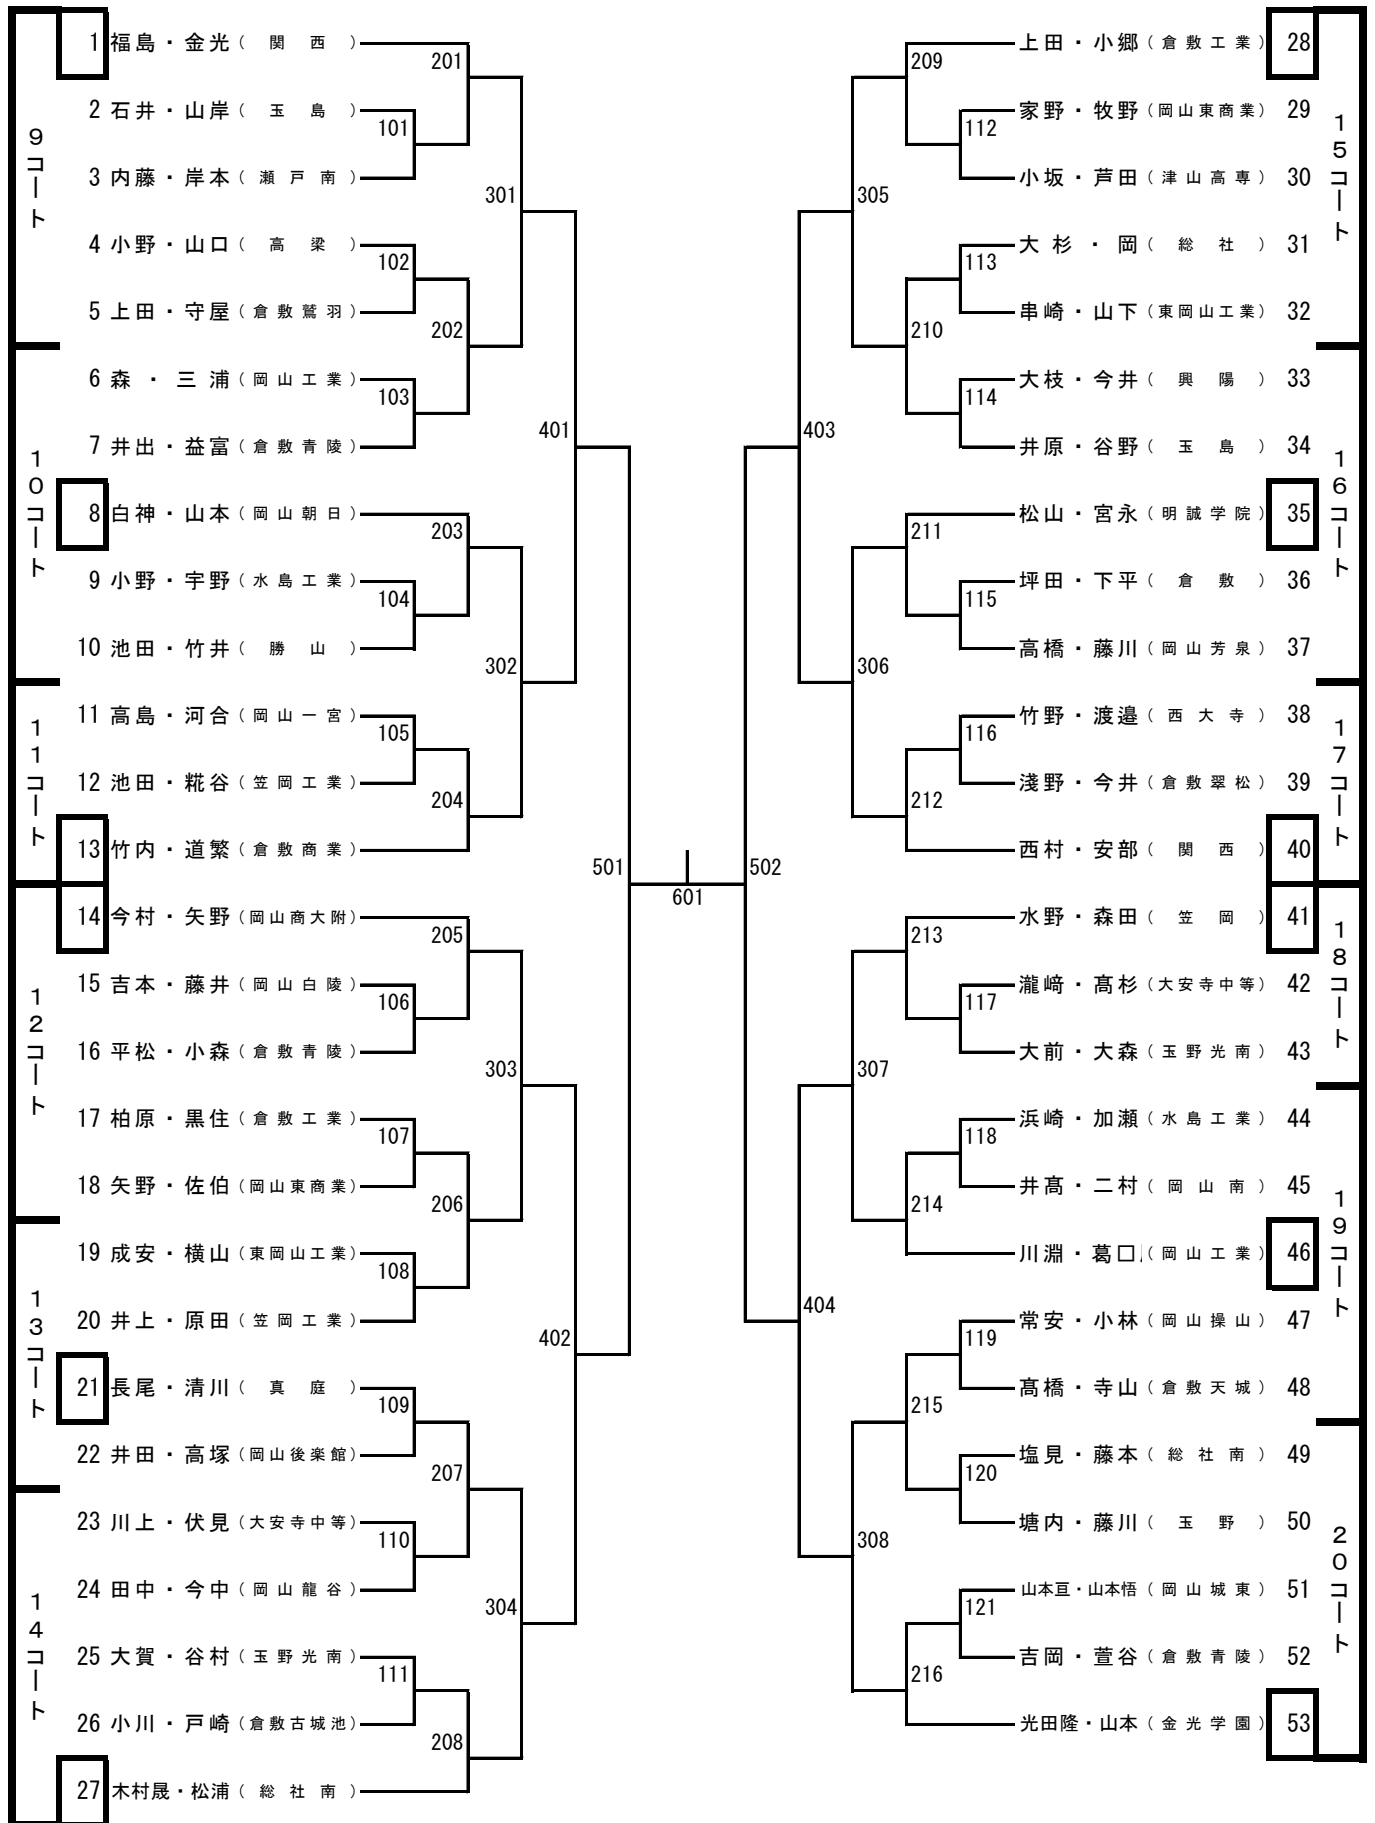 9コート
1 福島・金光（関西）
2 石井・山岸（玉島）
3 内藤・岸本（瀬戸南）
4 小野・山口（高梁）
5 上田・守屋（倉敷鷲羽）
10コート
6 森・三浦（岡山工業）
7 井出・益富（倉敷青陵）
8 白神・山本（岡山朝日）
9 小野・宇野（水島工業）
10 池田・竹井（勝山）
11コート
11 高島・河合（岡山一宮）
12 池田・糀谷（笠岡工業）
13 竹内・道繁（倉敷商業）
12コート
14 今村・矢野（岡山商大附）
15 吉本・藤井（岡山白陵）
16 平松・小森（倉敷青陵）
17 柏原・黒住（倉敷工業）
18 矢野・佐伯（岡山東商業）
13コート
19 成安・横山（東岡山工業）
20 井上・原田（笠岡工業）
21 長尾・清川（真庭）
22 井田・高塚（岡山後楽館）
14コート
23 川上・伏見（大安寺中等）
24 田中・今中（岡山龍谷）
25 大賀・谷村（玉野光南）
26 小川・戸崎（倉敷古城池）
27 木村晟・松浦（総社南）
101
102
103
104
105
106
107
108
109
110
111
201
202
203
204
205
206
207
208
301
302
303
304
401
402
501
601
502
403
404
305
306
307
308
209
210
211
212
213
214
215
216
112
113
114
115
116
117
118
119
120
121
上田・小郷（倉敷工業） 28
家野・牧野（岡山東商業） 29
小坂・芦田（津山高専） 30
大杉・岡（総社） 31
串崎・山下（東岡山工業） 32
15コート
大枝・今井（興陽） 33
井原・谷野（玉島） 34
松山・宮永（明誠学院） 35
坪田・下平（倉敷） 36
高橋・藤川（岡山芳泉） 37
16コート
竹野・渡邉（西大寺） 38
淺野・今井（倉敷翠松） 39
西村・安部（関西） 40
17コート
水野・森田（笠岡） 41
瀧﨑・髙杉（大安寺中等） 42
大前・大森（玉野光南） 43
18コート
浜崎・加瀬（水島工業） 44
井髙・二村（岡山南） 45
川淵・葛口（岡山工業） 46
常安・小林（岡山操山） 47
髙橋・寺山（倉敷天城） 48
19コート
塩見・藤本（総社南） 49
塘内・藤川（玉野） 50
山本亘・山本悟（岡山城東） 51
吉岡・萱谷（倉敷青陵） 52
光田隆・山本（金光学園） 53
20コート